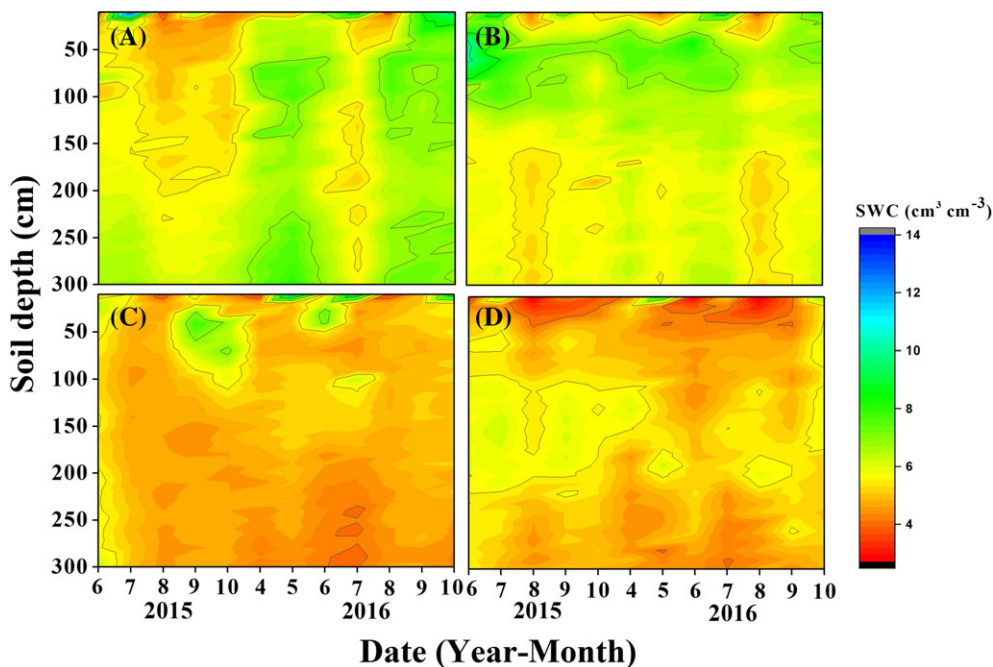 (A)
(B)
50
100
150
200
250
300
SWC (cm³ cm⁻³)
14
12
10
8
6
4
(C)
(D)
50
100
150
200
250
300
Soil depth (cm)
6 7 8 9 10 4 5 6 7 8 9 10
6 7 8 9 10 4 5 6 7 8 9 10
2015 2016
2015 2016
Date (Year-Month)